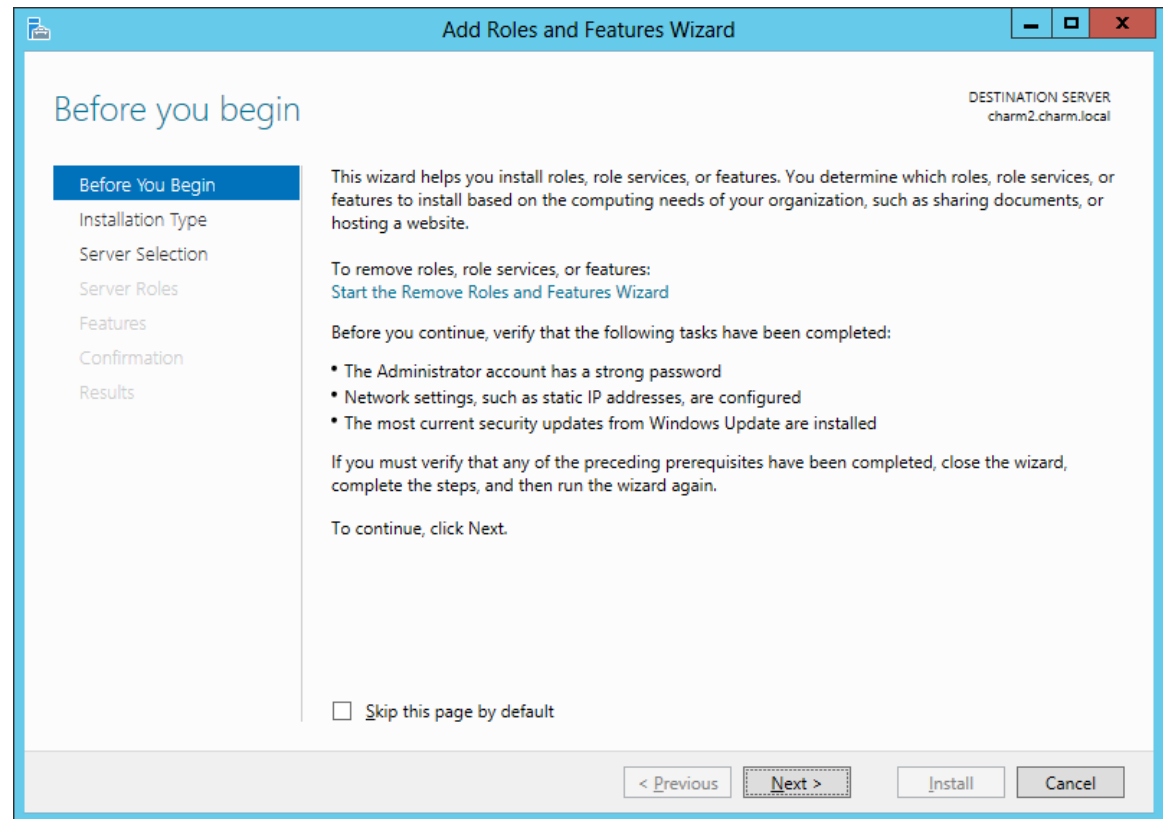 Add Roles and Features Wizard
Before you begin
DESTINATION SERVER
charm2.charm.local
Before You Begin
Installation Type
Server Selection
Server Roles
Features
Confirmation
Results
This wizard helps you install roles, role services, or features. You determine which roles, role services, or
features to install based on the computing needs of your organization, such as sharing documents, or
hosting a website.
To remove roles, role services, or features:
Start the Remove Roles and Features Wizard
Before you continue, verify that the following tasks have been completed:
• The Administrator account has a strong password
• Network settings, such as static IP addresses, are configured
• The most current security updates from Windows Update are installed
If you must verify that any of the preceding prerequisites have been completed, close the wizard,
complete the steps, and then run the wizard again.
To continue, click Next.
Skip this page by default
< Previous
Next >
Install
Cancel